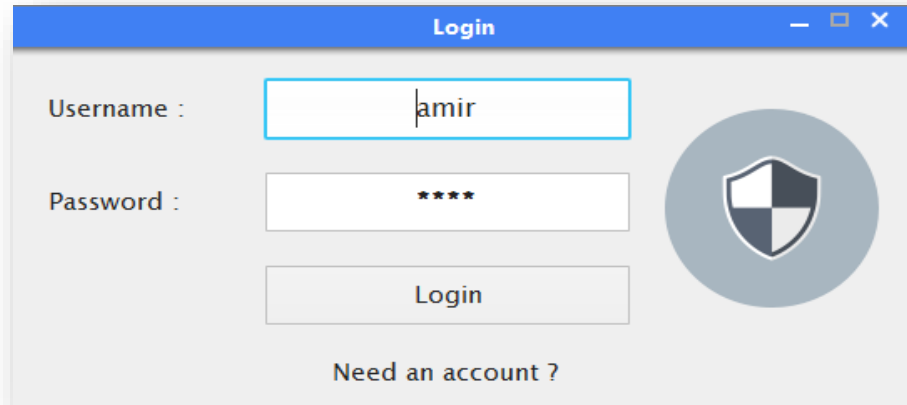 Login
Username : amir
Password : ****
Login
Need an account ?